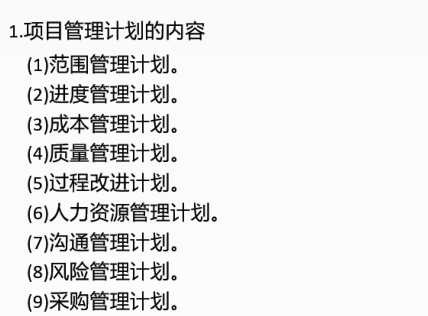 1.项目管理计划的内容
(1)范围管理计划。
(2)进度管理计划。
(3)成本管理计划。
(4)质量管理计划。
(5)过程改进计划。
(6)人力资源管理计划。
(7)沟通管理计划。
(8)风险管理计划。
(9)采购管理计划。